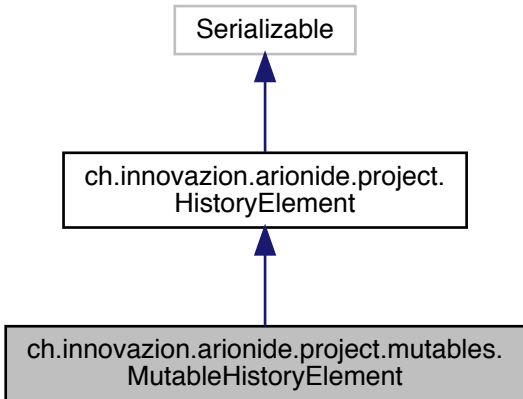 Serializable
ch.innovazion.arionide.project.
HistoryElement
ch.innovazion.arionide.project.mutables.
MutableHistoryElement